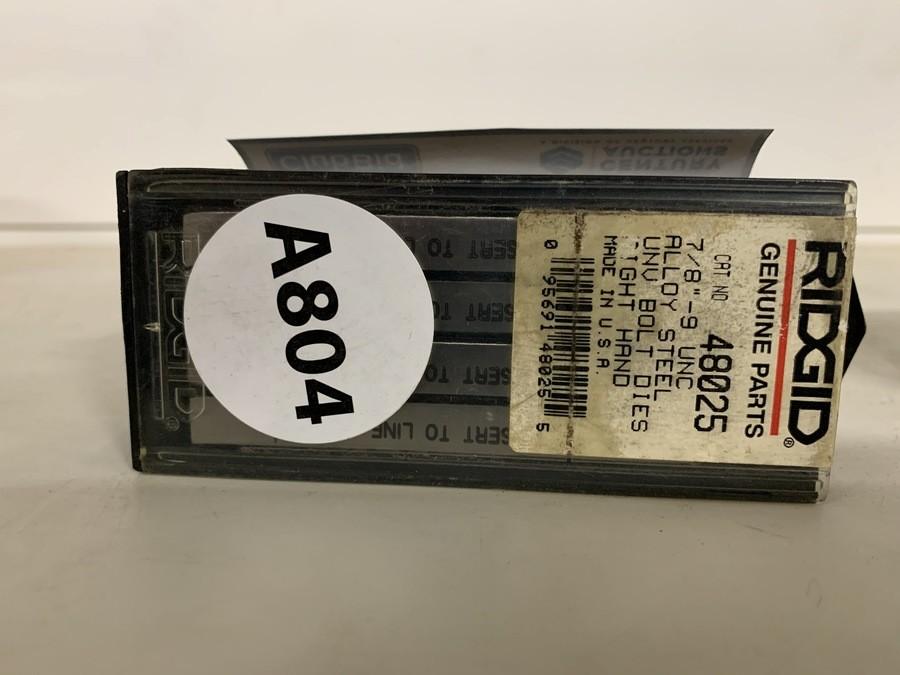 RIDGID®
GENUINE PARTS
CAT. NO. 48025
7/8"-9 UNC
ALLOY STEEL
UNV BOLT DIES
RIGHT HAND
MADE IN U.S.A.
0 95691 48025 5
A804
RIDGID
SERT TO L
SERT TO
SERT TO
SERT TO LINE
ClubBid
CENTURY
AUCTIONS